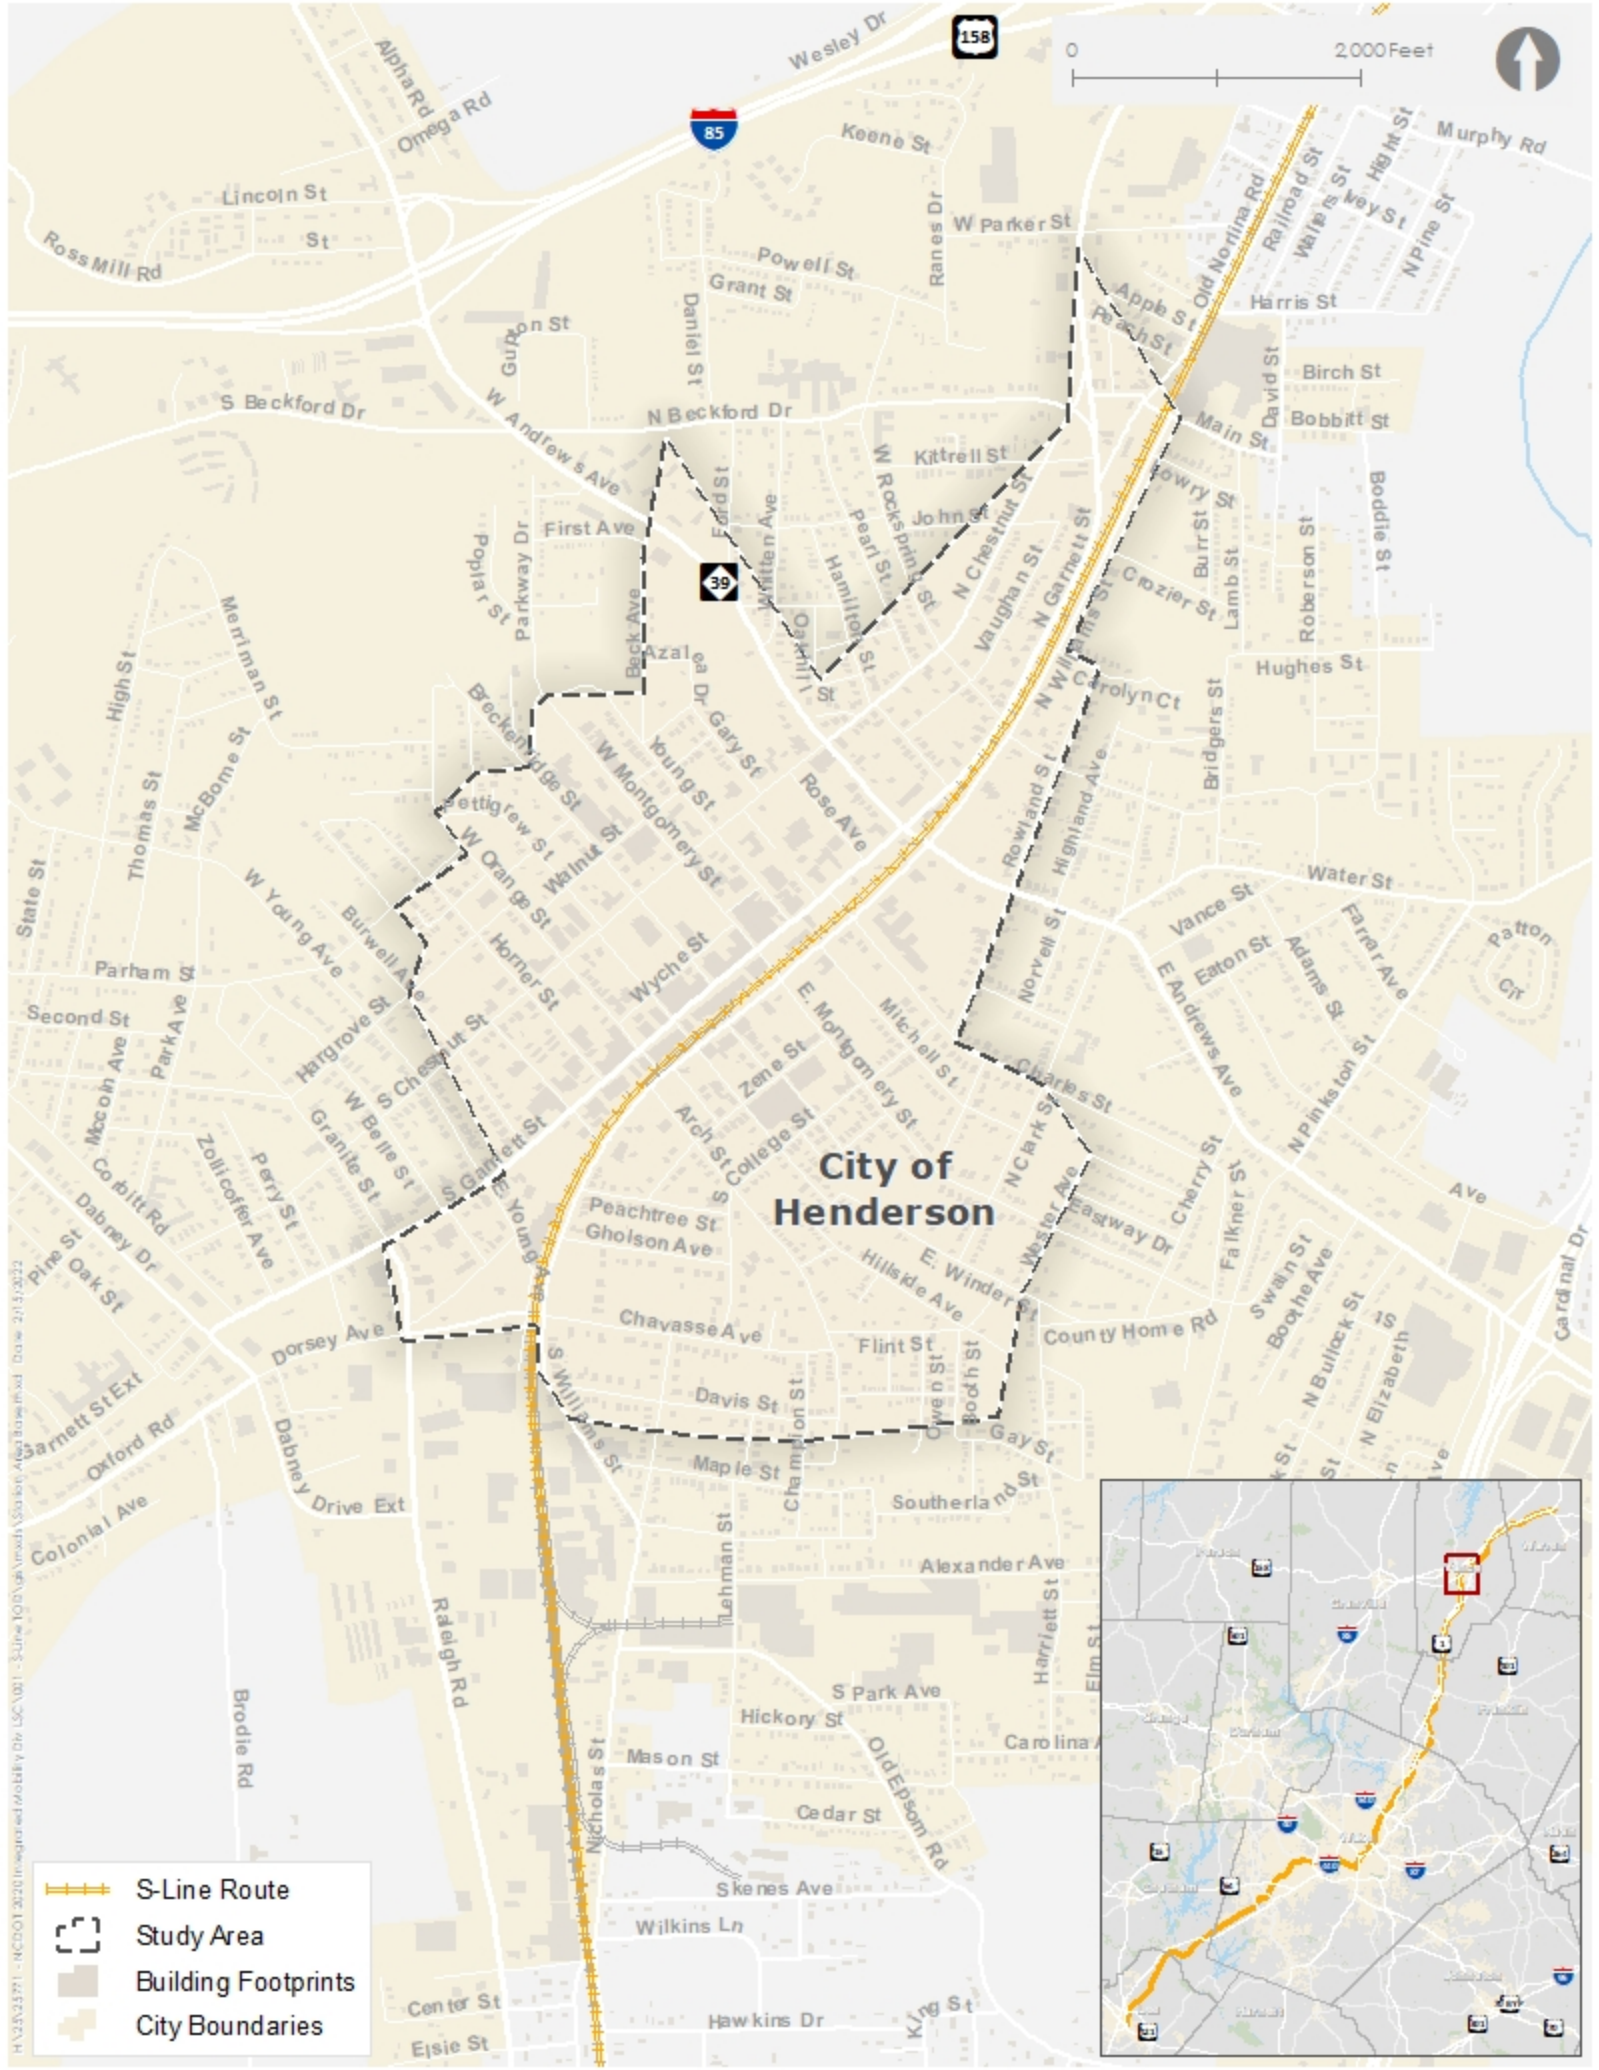 Wesley Dr
158
0
2,000 Feet
Alpha Rd
Omega Rd
85
Keene St
Hight St
Murphy Rd
Lincoln St
St
Ross Mill Rd
Ranes Dr
W Parker St
Old Norlina Rd
Railroad St
Walters St
Ivey St
N Pine St
Powell St
Grant St
Apple St
Peach St
Harris St
Gupton St
Daniel St
David St
Birch St
S Beckford Dr
W Andrews Ave
N Beckford Dr
Main St
Bobbitt St
Kittrell St
W Rockspring St
Lowry St
Boddie St
First Ave
Ford St
Whitten Ave
Pearl St
John St
N Chestnut St
N Garnett St
Burr St
Roberson St
Poplar St
Parkway Dr
39
Hamilton St
Vaughan St
Crozier St
Lamb St
Merriman St
High St
Beck Ave
Azalea Dr
Oakhill
St
N Williams St
Carolyn Ct
Hughes St
Breckenridge St
W Montgomery St
Young St
Gary St
Rose Ave
Rowland St
Highland Ave
Bridgers St
Thomas St
McBorne St
Pettigrew St
W Orange St
Walnut St
State St
W Young Ave
Burwell Ave
Horner St
Wyche St
Norvell St
Water St
Vance St
Eaton St
Adams St
Farrar Ave
Patton
Cir
Parham St
Second St
Park Ave
Hargrove St
S Chestnut St
E. Montgomery St
Mitchell St
Charles St
E Andrews Ave
N Pinkston St
Mccoin Ave
Zene St
Arch St
S College St
W Belle St
Granite St
Zollicoffer Ave
Perry St
Corbitt Rd
Dabney Dr
S Garnett St
E. Young Ave
City of
Henderson
N Clark St
Wester Ave
Eastway Dr
Cherry St
Falkner St
Ave
Pine St
Oak St
Peachtree St
Gholson Ave
E. Winder St
Hillside Ave
Swain St
Boothe Ave
Cardinal Dr
Dorsey Ave
Chavasse Ave
Flint St
County Home Rd
N Bullock St
N Elizabeth
Garnett St Ext
Oxford Rd
S Williams St
Davis St
Champion St
Owen St
Booth St
Gay St
Dabney
Drive Ext
Colonial Ave
Maple St
Southerland St
Lehman St
Alexander Ave
Harriett St
Elm St
Raleigh Rd
Brodie Rd
S Park Ave
Hickory St
Mason St
Nicholas St
Old Epsom Rd
Cedar St
Skenes Ave
Wilkins Ln
Center St
Elsie St
Hawkins Dr
King St
S-Line Route
Study Area
Building Footprints
City Boundaries